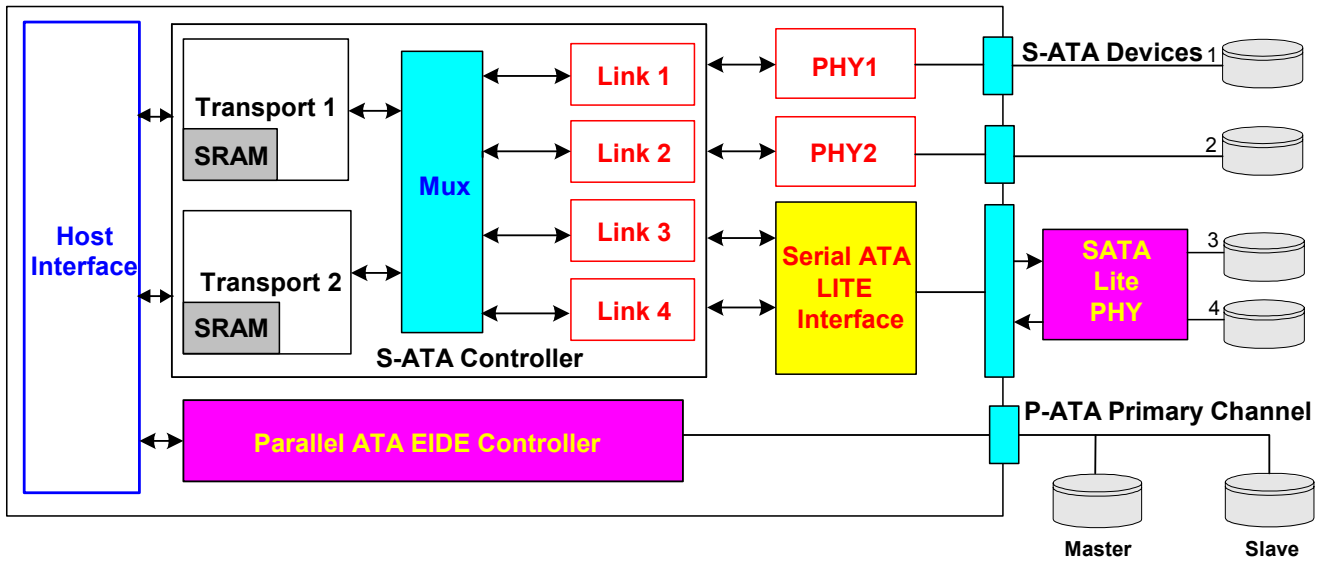 Host
Interface
Transport 1
SRAM
Transport 2
SRAM
Mux
Link 1
Link 2
Link 3
Link 4
S-ATA Controller
PHY1
PHY2
Serial ATA
LITE
Interface
S-ATA Devices
1
2
SATA
Lite
PHY
3
4
Parallel ATA EIDE Controller
P-ATA Primary Channel
Master
Slave